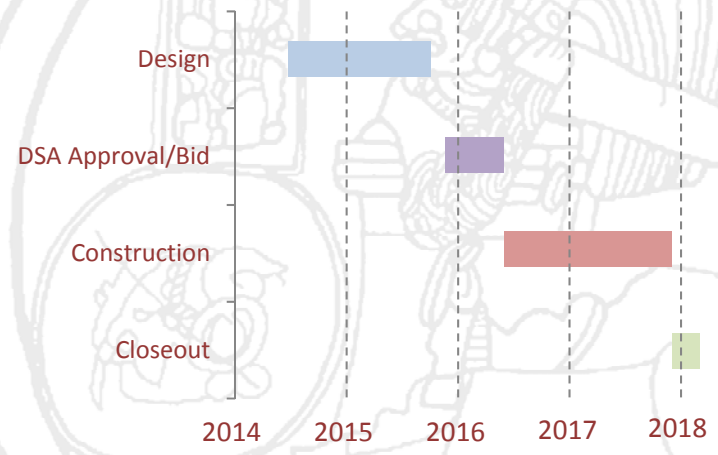 Design
DSA Approval/Bid
Construction
Closeout
2014 2015 2016 2017 2018